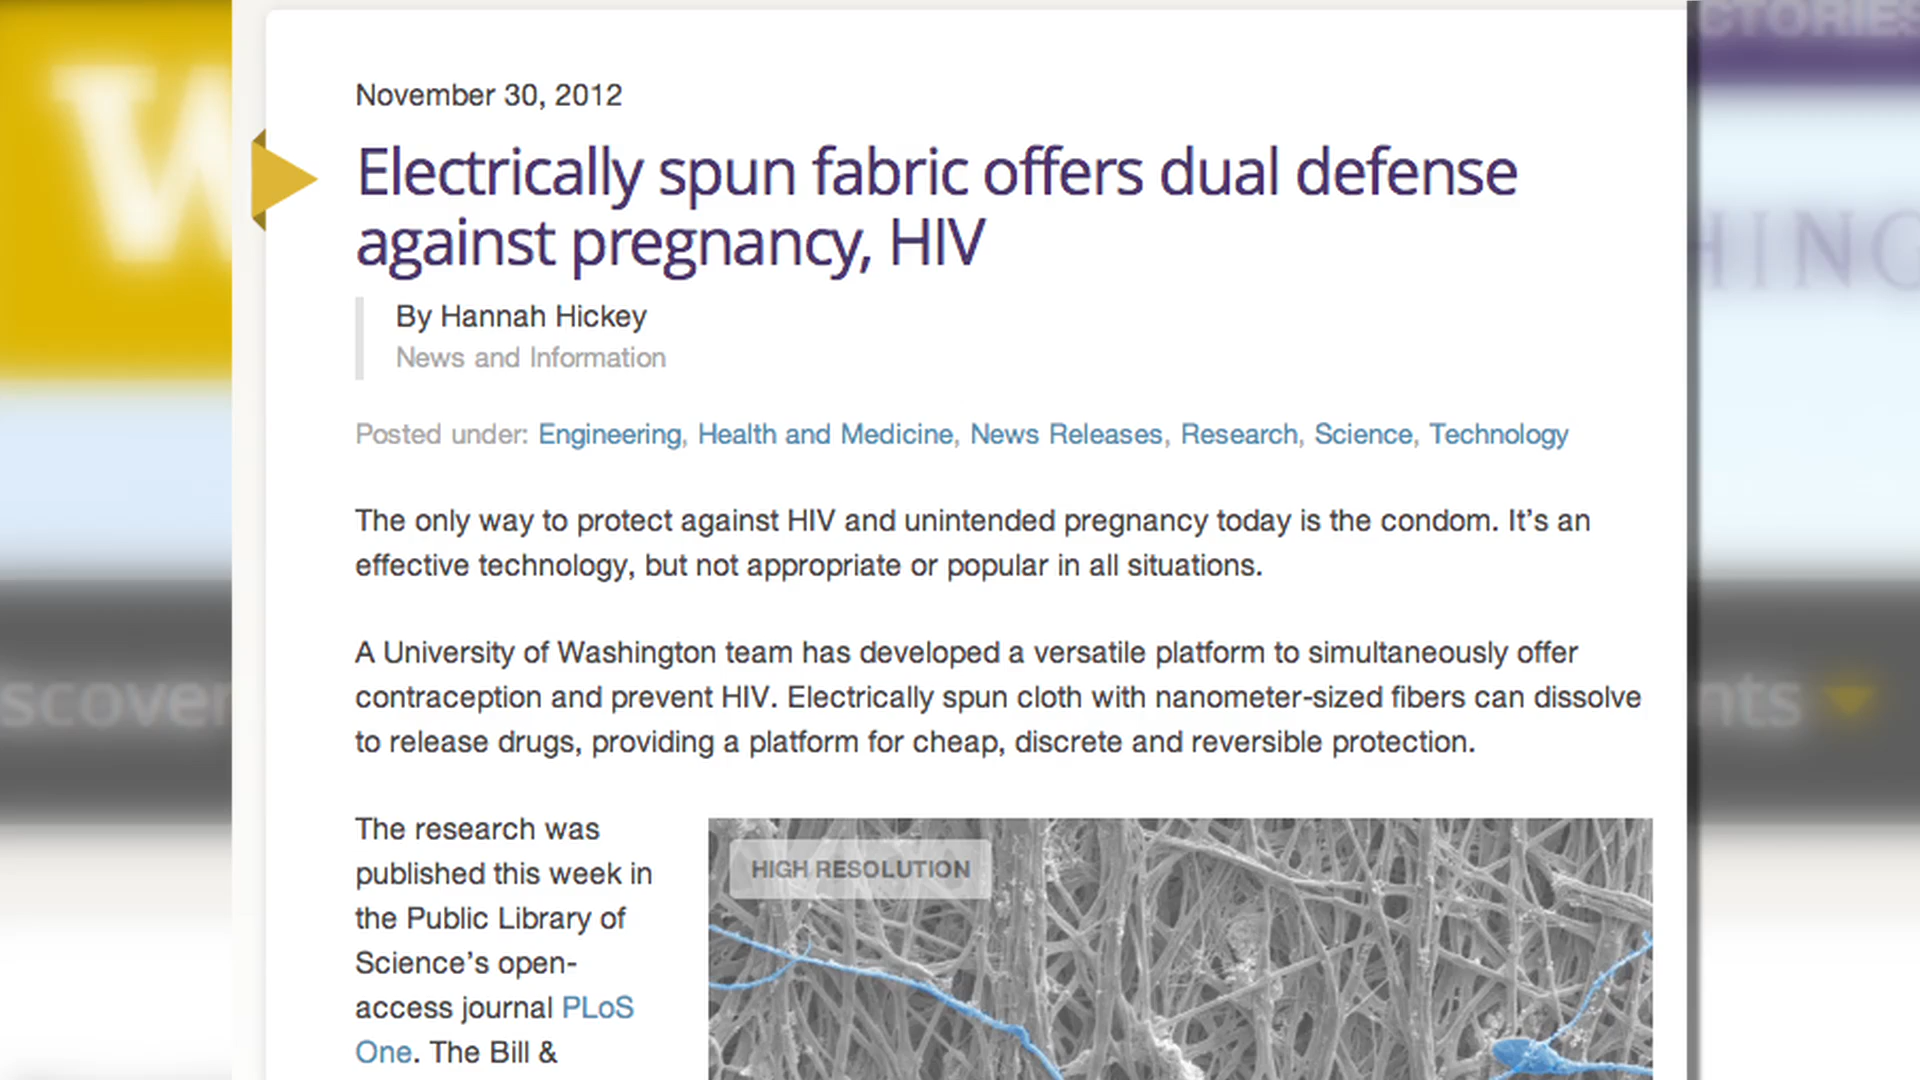 W
CTORIES
November 30, 2012
Electrically spun fabric offers dual defense
against pregnancy, HIV
HING
By Hannah Hickey
News and Information
Posted under: Engineering, Health and Medicine, News Releases, Research, Science, Technology
The only way to protect against HIV and unintended pregnancy today is the condom. It’s an
effective technology, but not appropriate or popular in all situations.
A University of Washington team has developed a versatile platform to simultaneously offer
contraception and prevent HIV. Electrically spun cloth with nanometer-sized fibers can dissolve
scover
nts
to release drugs, providing a platform for cheap, discrete and reversible protection.
The research was
published this week in
the Public Library of
Science’s open-
access journal PLoS
One. The Bill &
HIGH RESOLUTION